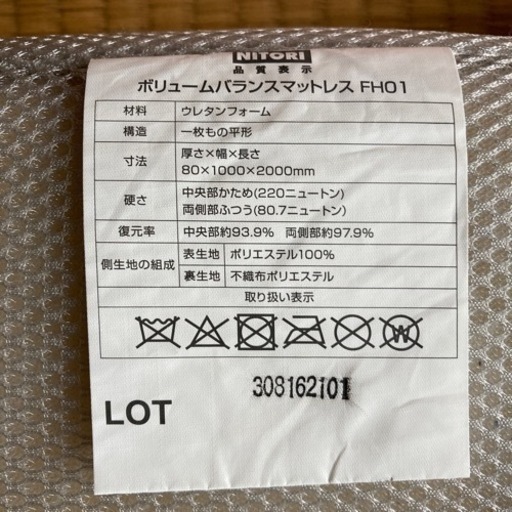 NITORI
品質表示
ボリュームバランスマットレス FH01
材料 ウレタンフォーム
構造 一枚もの平形
寸法 厚さ×幅×長さ
80×1000×2000mm
硬さ 中央部かため(220ニュートン)
両側部ふつう(80.7ニュートン)
復元率 中央部約93.9% 両側部約97.9%
側生地の組成 表生地 ポリエステル100%
裏生地 不織布ポリエステル
取り扱い表示
W
308162101
LOT